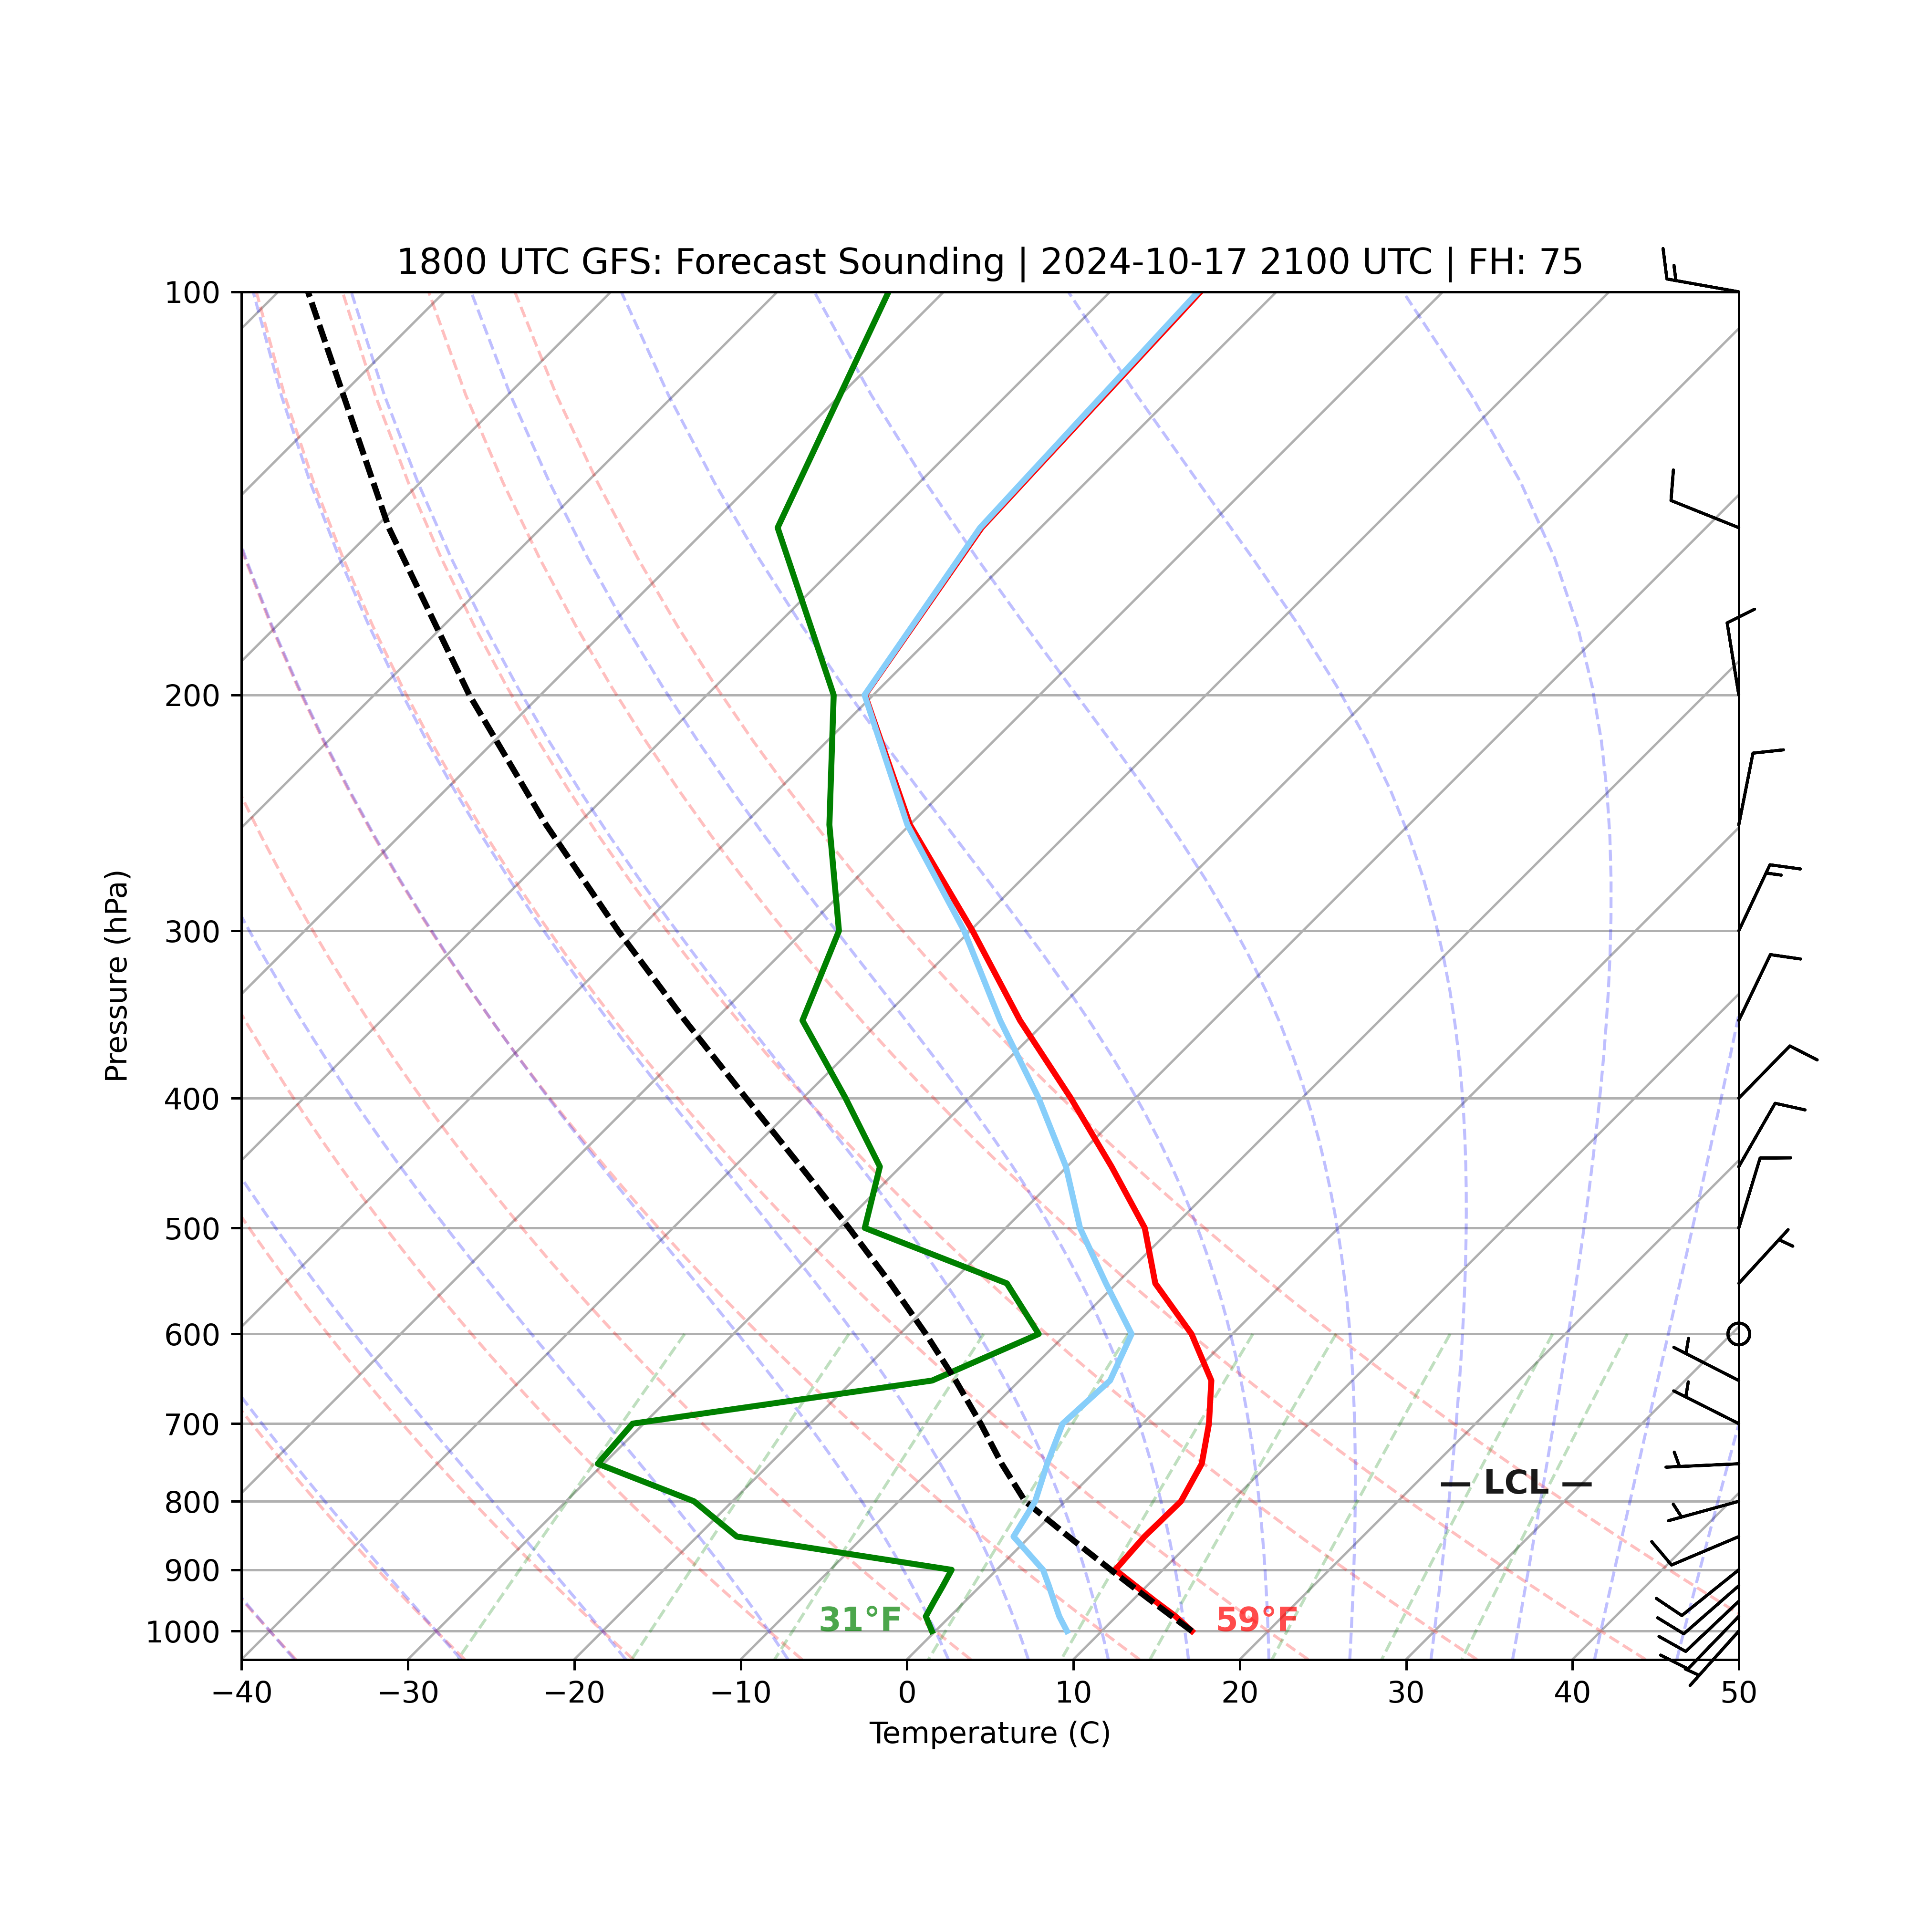 1800 UTC GFS: Forecast Sounding | 2024-10-17 2100 UTC | FH: 75
100
200
300
400
500
600
700
800
900
1000
Pressure (hPa)
— LCL —
31°F
59°F
−40 −30 −20 −10 0 10 20 30 40 50
Temperature (C)